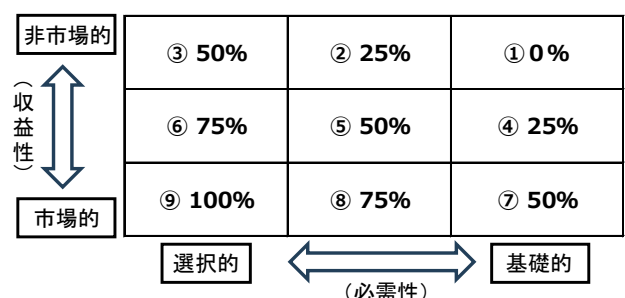 非市場的
（収益性）
市場的
③ 50%
② 25%
① 0%
⑥ 75%
⑤ 50%
④ 25%
⑨ 100%
⑧ 75%
⑦ 50%
選択的
基礎的
（必需性）